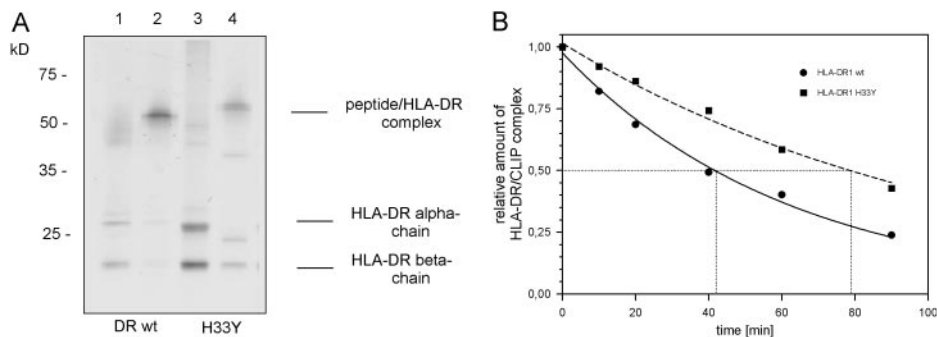 A
1 2 3 4
kD
75 -
50 -
35 -
25 -
peptide/HLA-DR
complex
HLA-DR alpha-
chain
HLA-DR beta-
chain
DR wt H33Y
B
relative amount of
HLA-DR/CLIP complex
1,00
0,75
0,50
0,25
0,00
HLA-DR1 wt
HLA-DR1 H33Y
0 20 40 60 80 100
time [min]